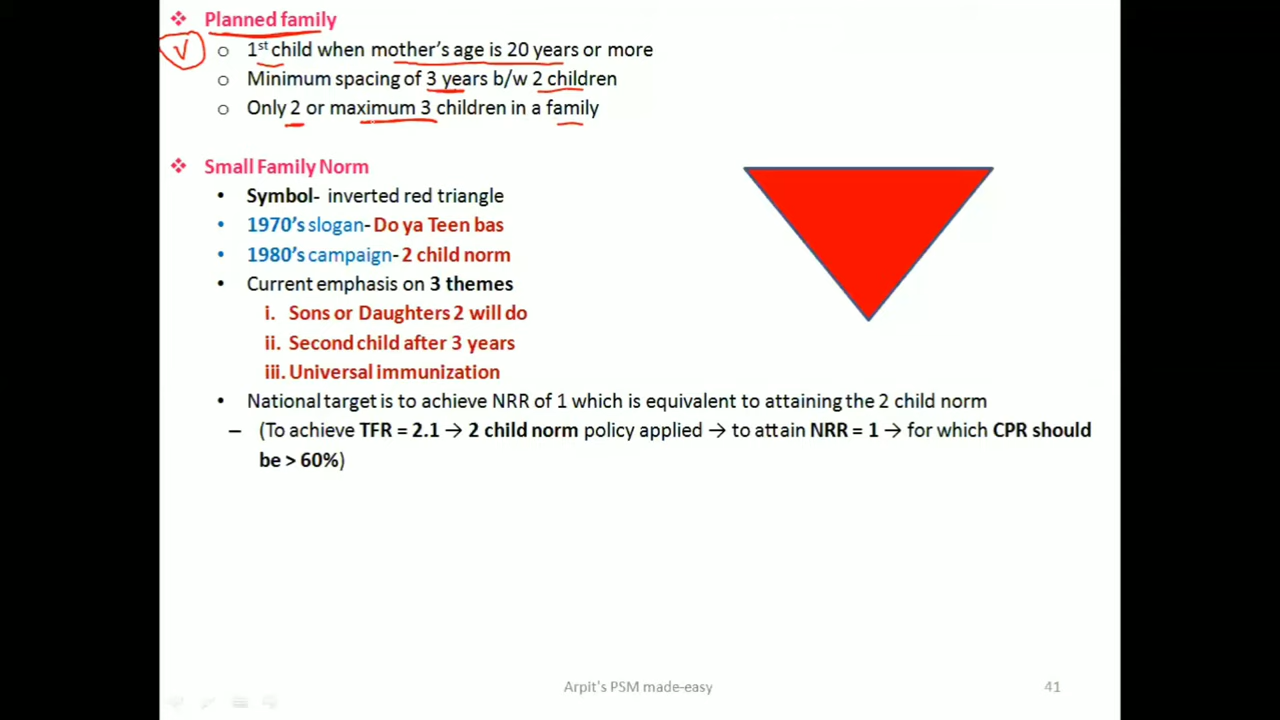 ❖ Planned family
√ o 1st child when mother's age is 20 years or more
o Minimum spacing of 3 years b/w 2 children
o Only 2 or maximum 3 children in a family
❖ Small Family Norm
• Symbol- inverted red triangle
• 1970's slogan- Do ya Teen bas
• 1980's campaign- 2 child norm
• Current emphasis on 3 themes
i. Sons or Daughters 2 will do
ii. Second child after 3 years
iii. Universal immunization
• National target is to achieve NRR of 1 which is equivalent to attaining the 2 child norm
– (To achieve TFR = 2.1 → 2 child norm policy applied → to attain NRR = 1 → for which CPR should
be > 60%)
Arpit's PSM made-easy 41